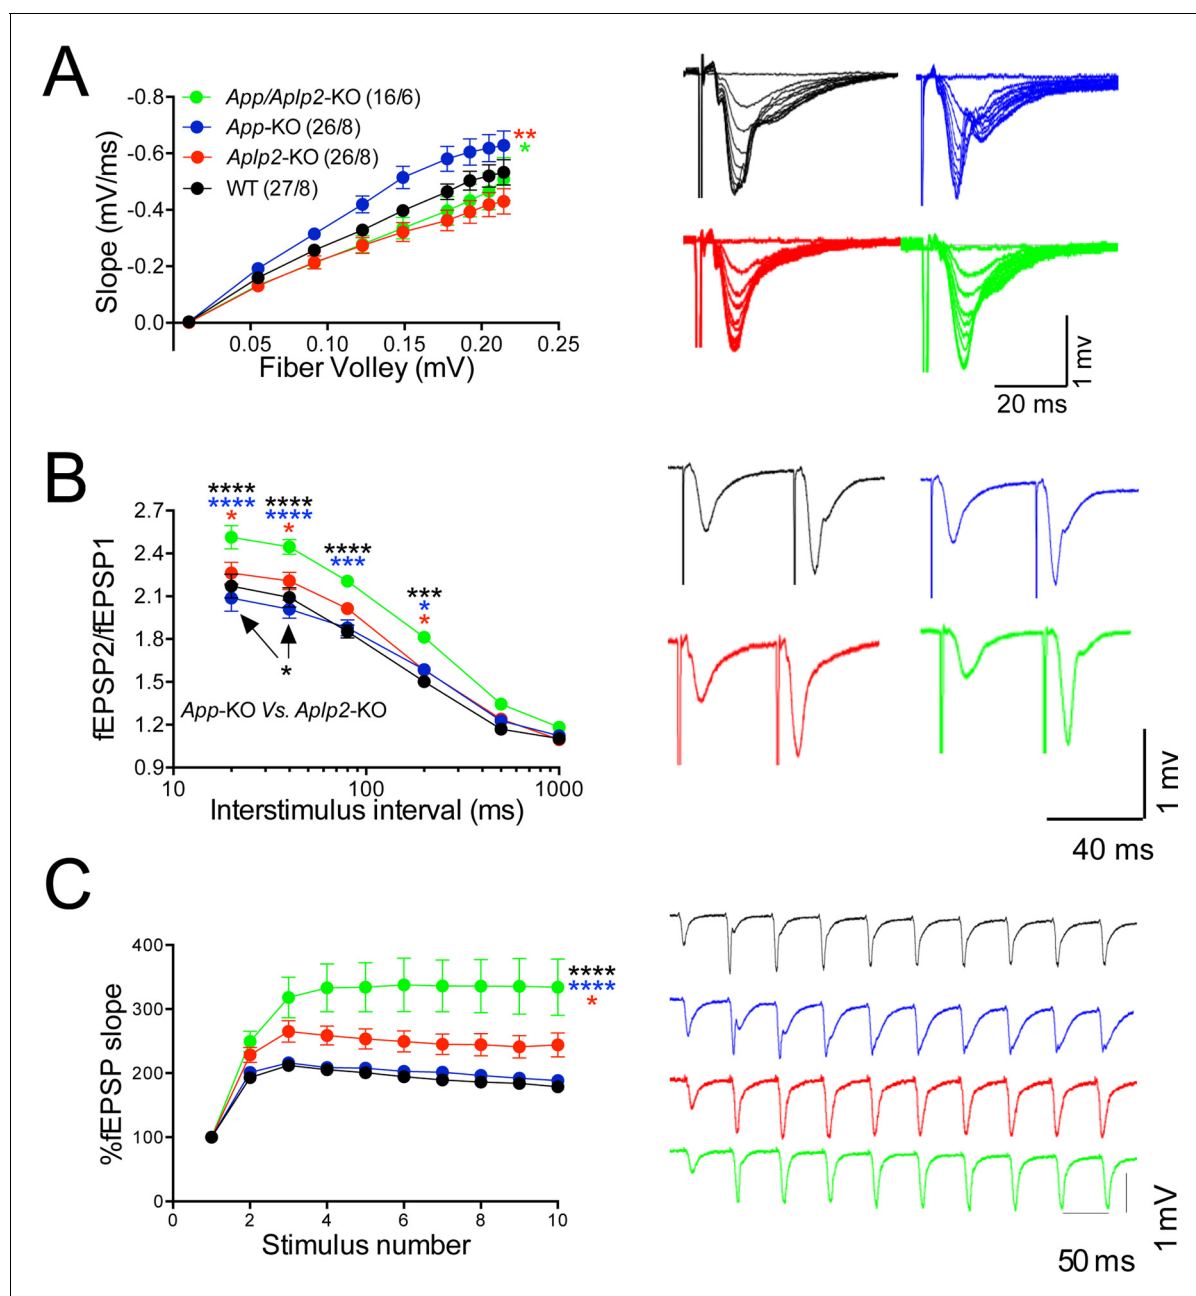 A
App/Aplp2-KO (16/6)
App-KO (26/8)
Aplp2-KO (26/8)
WT (27/8)
**
*
-0.8
-0.6
-0.4
-0.2
0.0
Slope (mV/ms)
0.05
0.10
0.15
0.20
0.25
Fiber Volley (mV)
1 mv
20 ms
B
****
****
*
****
****
*
****
***
***
*
*
2.7
2.4
2.1
1.8
1.5
1.2
0.9
fEPSP2/fEPSP1
*
App-KO Vs. Aplp2-KO
10
100
1000
Interstimulus interval (ms)
1 mv
40 ms
C
400
300
200
100
0
%fEPSP slope
****
****
*
0
2
4
6
8
10
Stimulus number
1 mV
50 ms